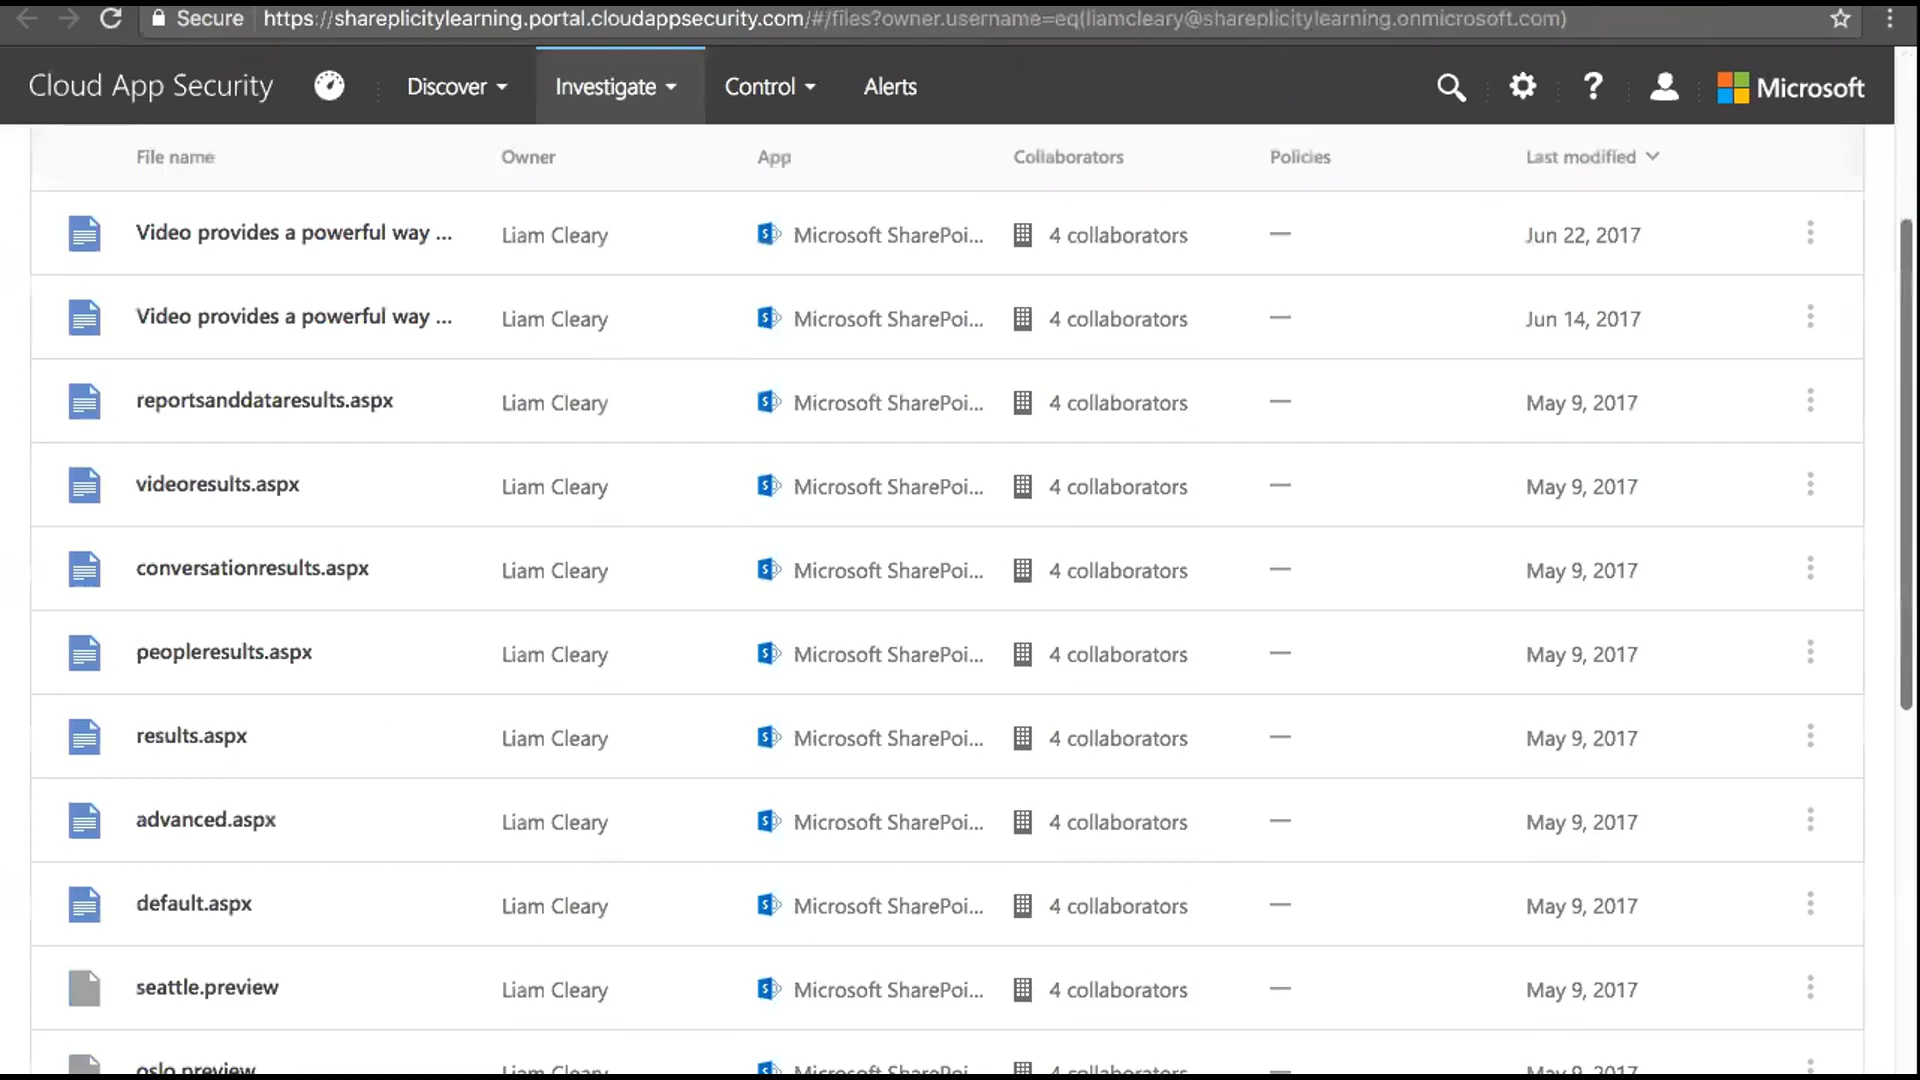 Secure https://shareplicitylearning.portal.cloudappsecurity.com/#/files?owner.username=eq(liamcleary@shareplicitylearning.onmicrosoft.com)
Cloud App Security Discover Investigate Control Alerts ? Microsoft
File name Owner App Collaborators Policies Last modified
Video provides a powerful way ... Liam Cleary Microsoft SharePoi... 4 collaborators — Jun 22, 2017
Video provides a powerful way ... Liam Cleary Microsoft SharePoi... 4 collaborators — Jun 14, 2017
reportsanddataresults.aspx Liam Cleary Microsoft SharePoi... 4 collaborators — May 9, 2017
videoresults.aspx Liam Cleary Microsoft SharePoi... 4 collaborators — May 9, 2017
conversationresults.aspx Liam Cleary Microsoft SharePoi... 4 collaborators — May 9, 2017
peopleresults.aspx Liam Cleary Microsoft SharePoi... 4 collaborators — May 9, 2017
results.aspx Liam Cleary Microsoft SharePoi... 4 collaborators — May 9, 2017
advanced.aspx Liam Cleary Microsoft SharePoi... 4 collaborators — May 9, 2017
default.aspx Liam Cleary Microsoft SharePoi... 4 collaborators — May 9, 2017
seattle.preview Liam Cleary Microsoft SharePoi... 4 collaborators — May 9, 2017
oslo.preview Liam Cleary Microsoft SharePoi... 4 collaborators — May 9, 2017